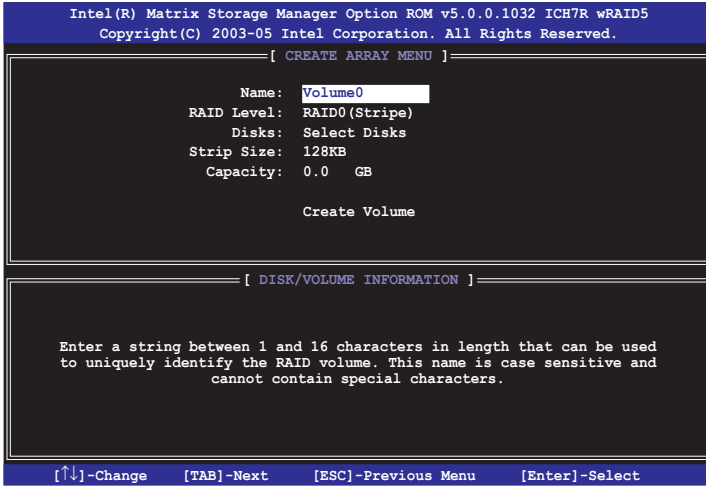 Intel(R) Matrix Storage Manager Option ROM v5.0.0.1032 ICH7R wRAID5
Copyright(C) 2003-05 Intel Corporation. All Rights Reserved.
[ CREATE ARRAY MENU ]
Name: Volume0
RAID Level: RAID0(Stripe)
Disks: Select Disks
Strip Size: 128KB
Capacity: 0.0 GB
Create Volume
[ DISK/VOLUME INFORMATION ]
Enter a string between 1 and 16 characters in length that can be used
to uniquely identify the RAID volume. This name is case sensitive and
cannot contain special characters.
[↑↓]-Change [TAB]-Next [ESC]-Previous Menu [Enter]-Select